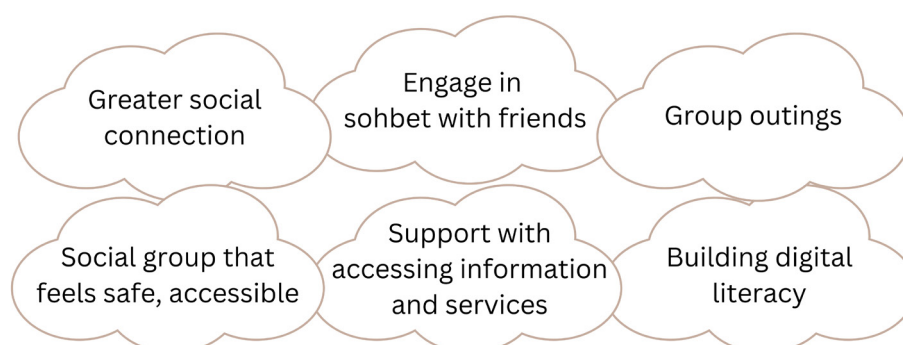 Greater social
connection
Engage in
sohbet with friends
Group outings
Social group that
feels safe, accessible
Support with
accessing information
and services
Building digital
literacy